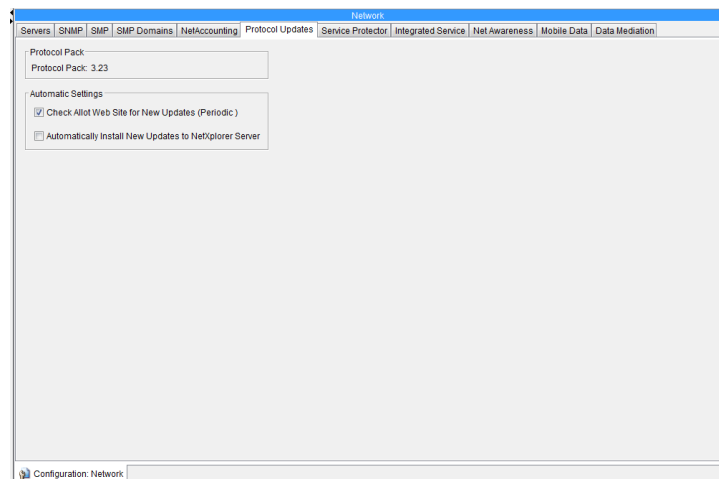 Network
Servers SNMP SMP SMP Domains NetAccounting Protocol Updates Service Protector Integrated Service Net Awareness Mobile Data Data Mediation
Protocol Pack
Protocol Pack: 3.23
Automatic Settings
Check Allot Web Site for New Updates (Periodic )
Automatically Install New Updates to NetXplorer Server
Configuration: Network